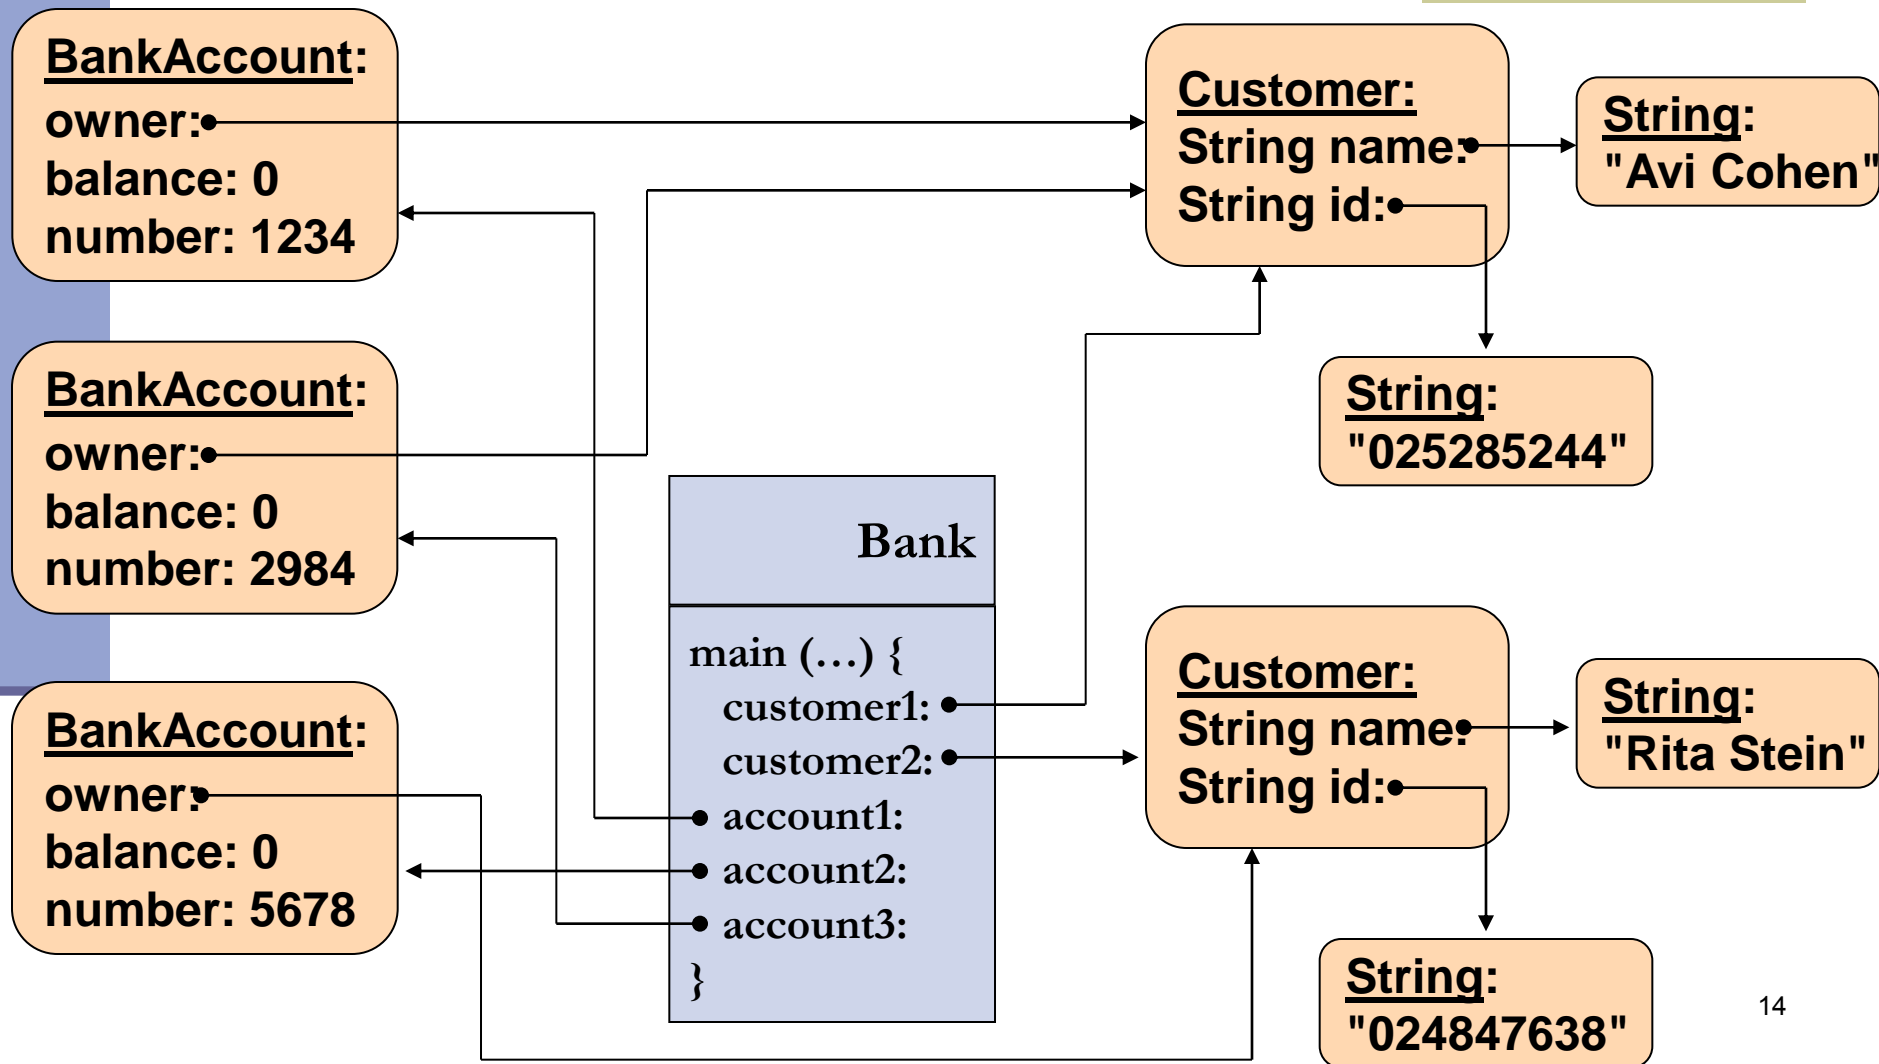 BankAccount:
owner:
balance: 0
number: 1234
Customer:
String name:
String id:
String:
"Avi Cohen"
String:
"025285244"
BankAccount:
owner:
balance: 0
number: 2984
Bank
main (…) {
customer1:
customer2:
account1:
account2:
account3:
}
BankAccount:
owner:
balance: 0
number: 5678
Customer:
String name:
String id:
String:
"Rita Stein"
String:
"024847638"
14